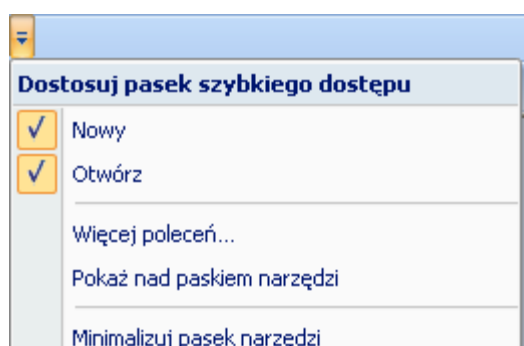 Dostosuj pasek szybkiego dostępu
Nowy
Otwórz
Więcej poleceń...
Pokaż nad paskiem narzędzi
Minimalizuj pasek narzędzi